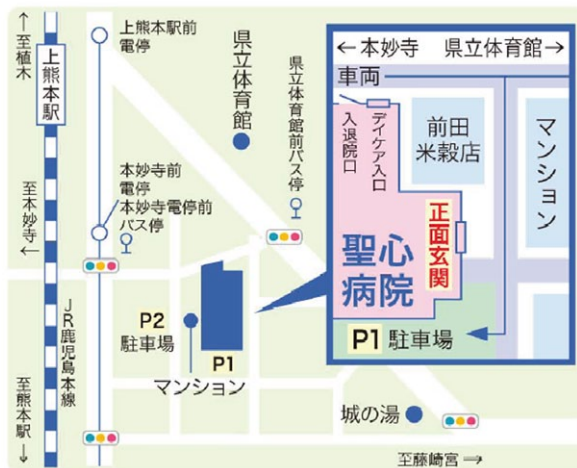 ↑至植木
上熊本駅
上熊本駅前
電停
県立体育館
県立体育館前バス停
本妙寺前
電停
本妙寺電停前
バス停
至本妙寺↓
JR鹿児島本線
至熊本駅↓
P2
駐車場
P1
マンション
城の湯
至藤崎宮→
←本妙寺 県立体育館→
車両
入退院口
デイケア入口
前田
米穀店
マンション
正面玄関
聖心
病院
P1 駐車場